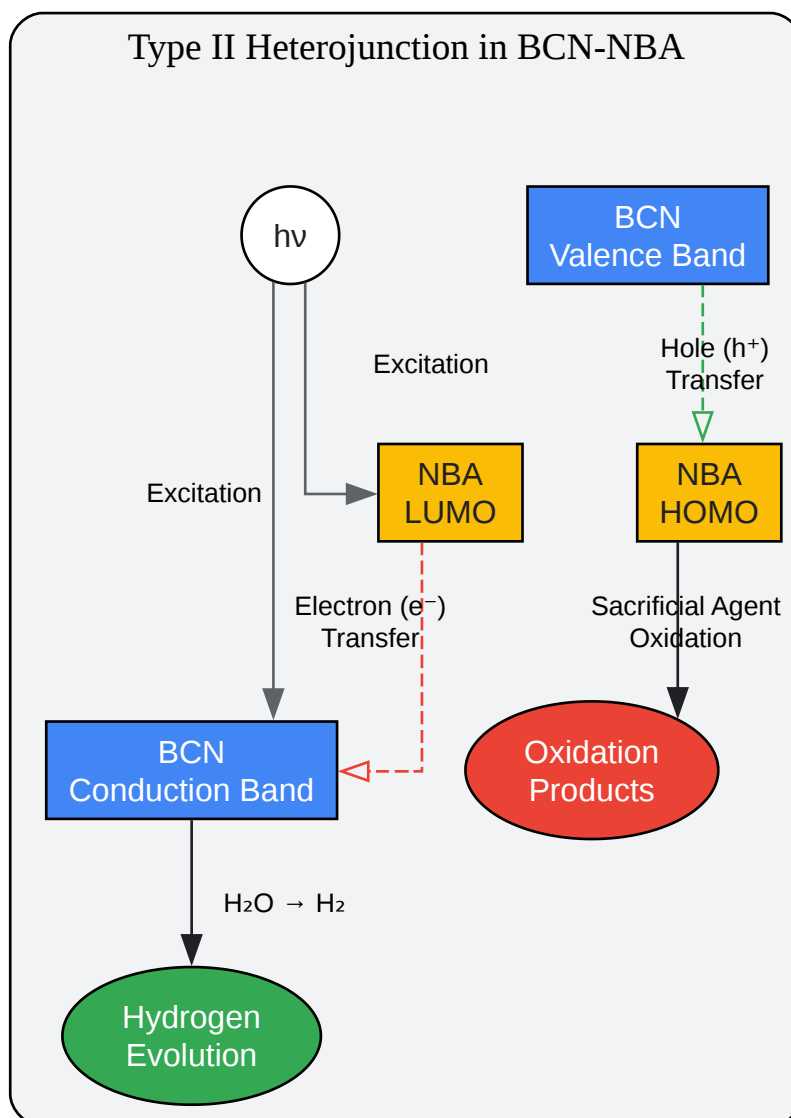 Type II Heterojunction in BCN-NBA
hν
BCN
Valence Band
Excitation
Hole (h⁺)
Transfer
Excitation
NBA
LUMO
NBA
HOMO
Electron (e⁻)
Transfer
Sacrificial Agent
Oxidation
BCN
Conduction Band
Oxidation
Products
H₂O → H₂
Hydrogen
Evolution